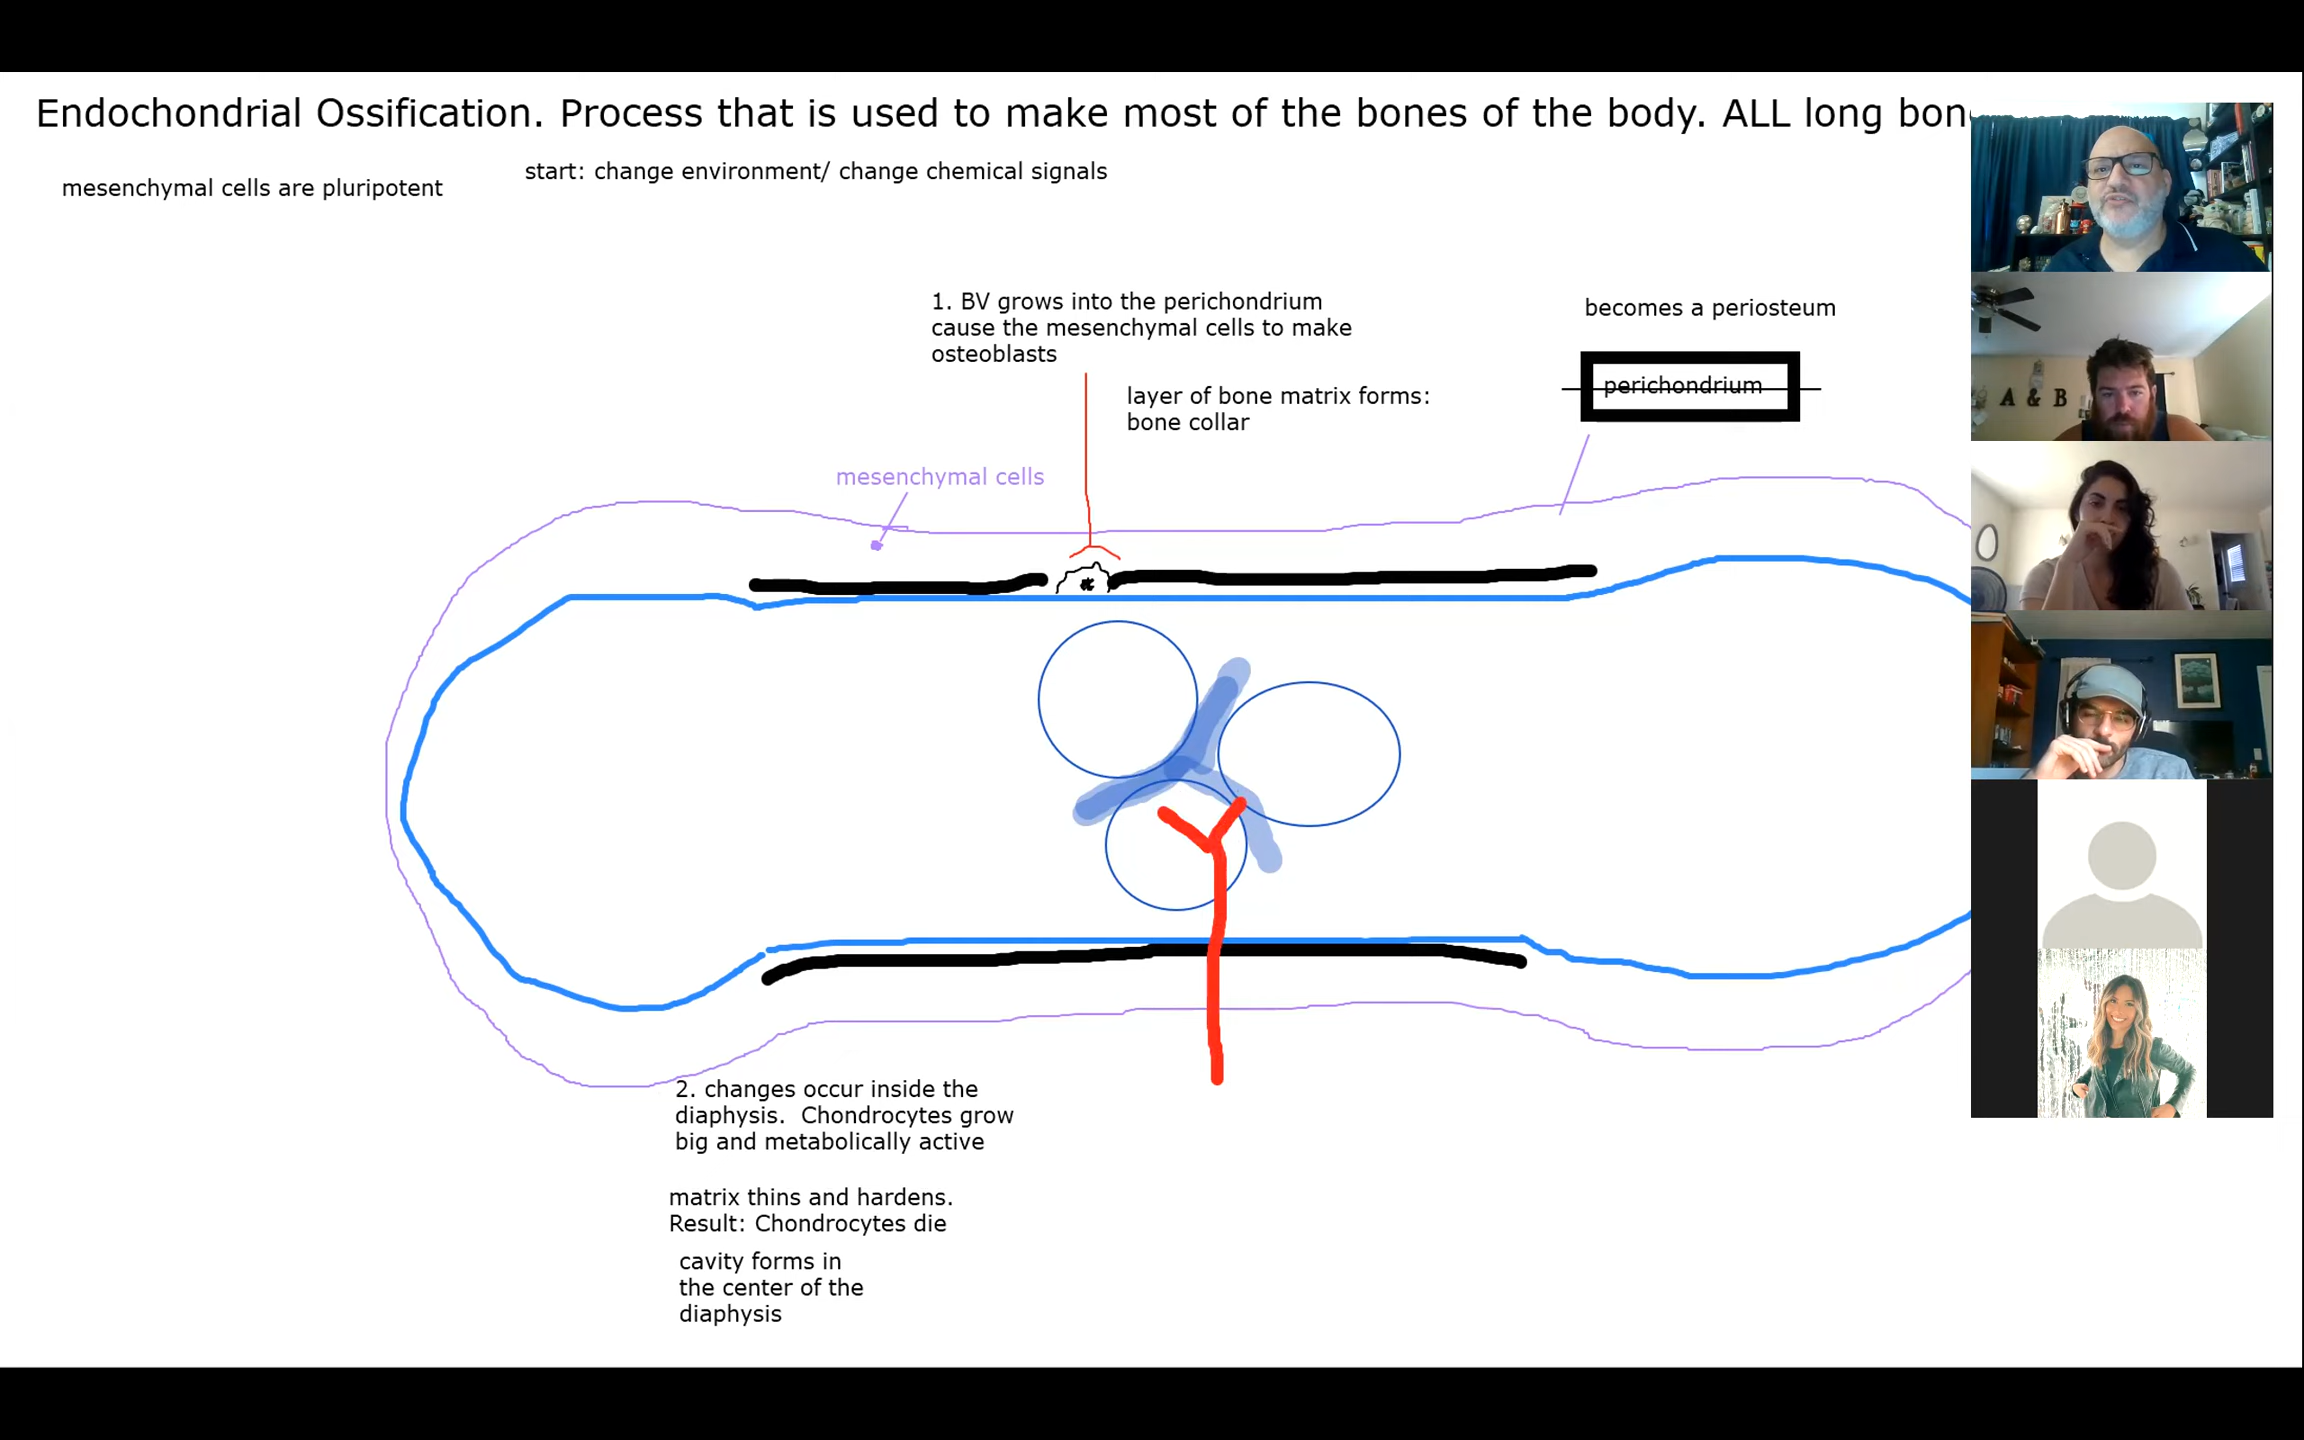 Endochondrial Ossification. Process that is used to make most of the bones of the body. ALL long bon
mesenchymal cells are pluripotent
start: change environment/ change chemical signals
1. BV grows into the perichondrium
cause the mesenchymal cells to make
osteoblasts
becomes a periosteum
perichondrium
layer of bone matrix forms:
bone collar
mesenchymal cells
A & B
2. changes occur inside the
diaphysis.  Chondrocytes grow
big and metabolically active
matrix thins and hardens.
Result: Chondrocytes die
cavity forms in
the center of the
diaphysis